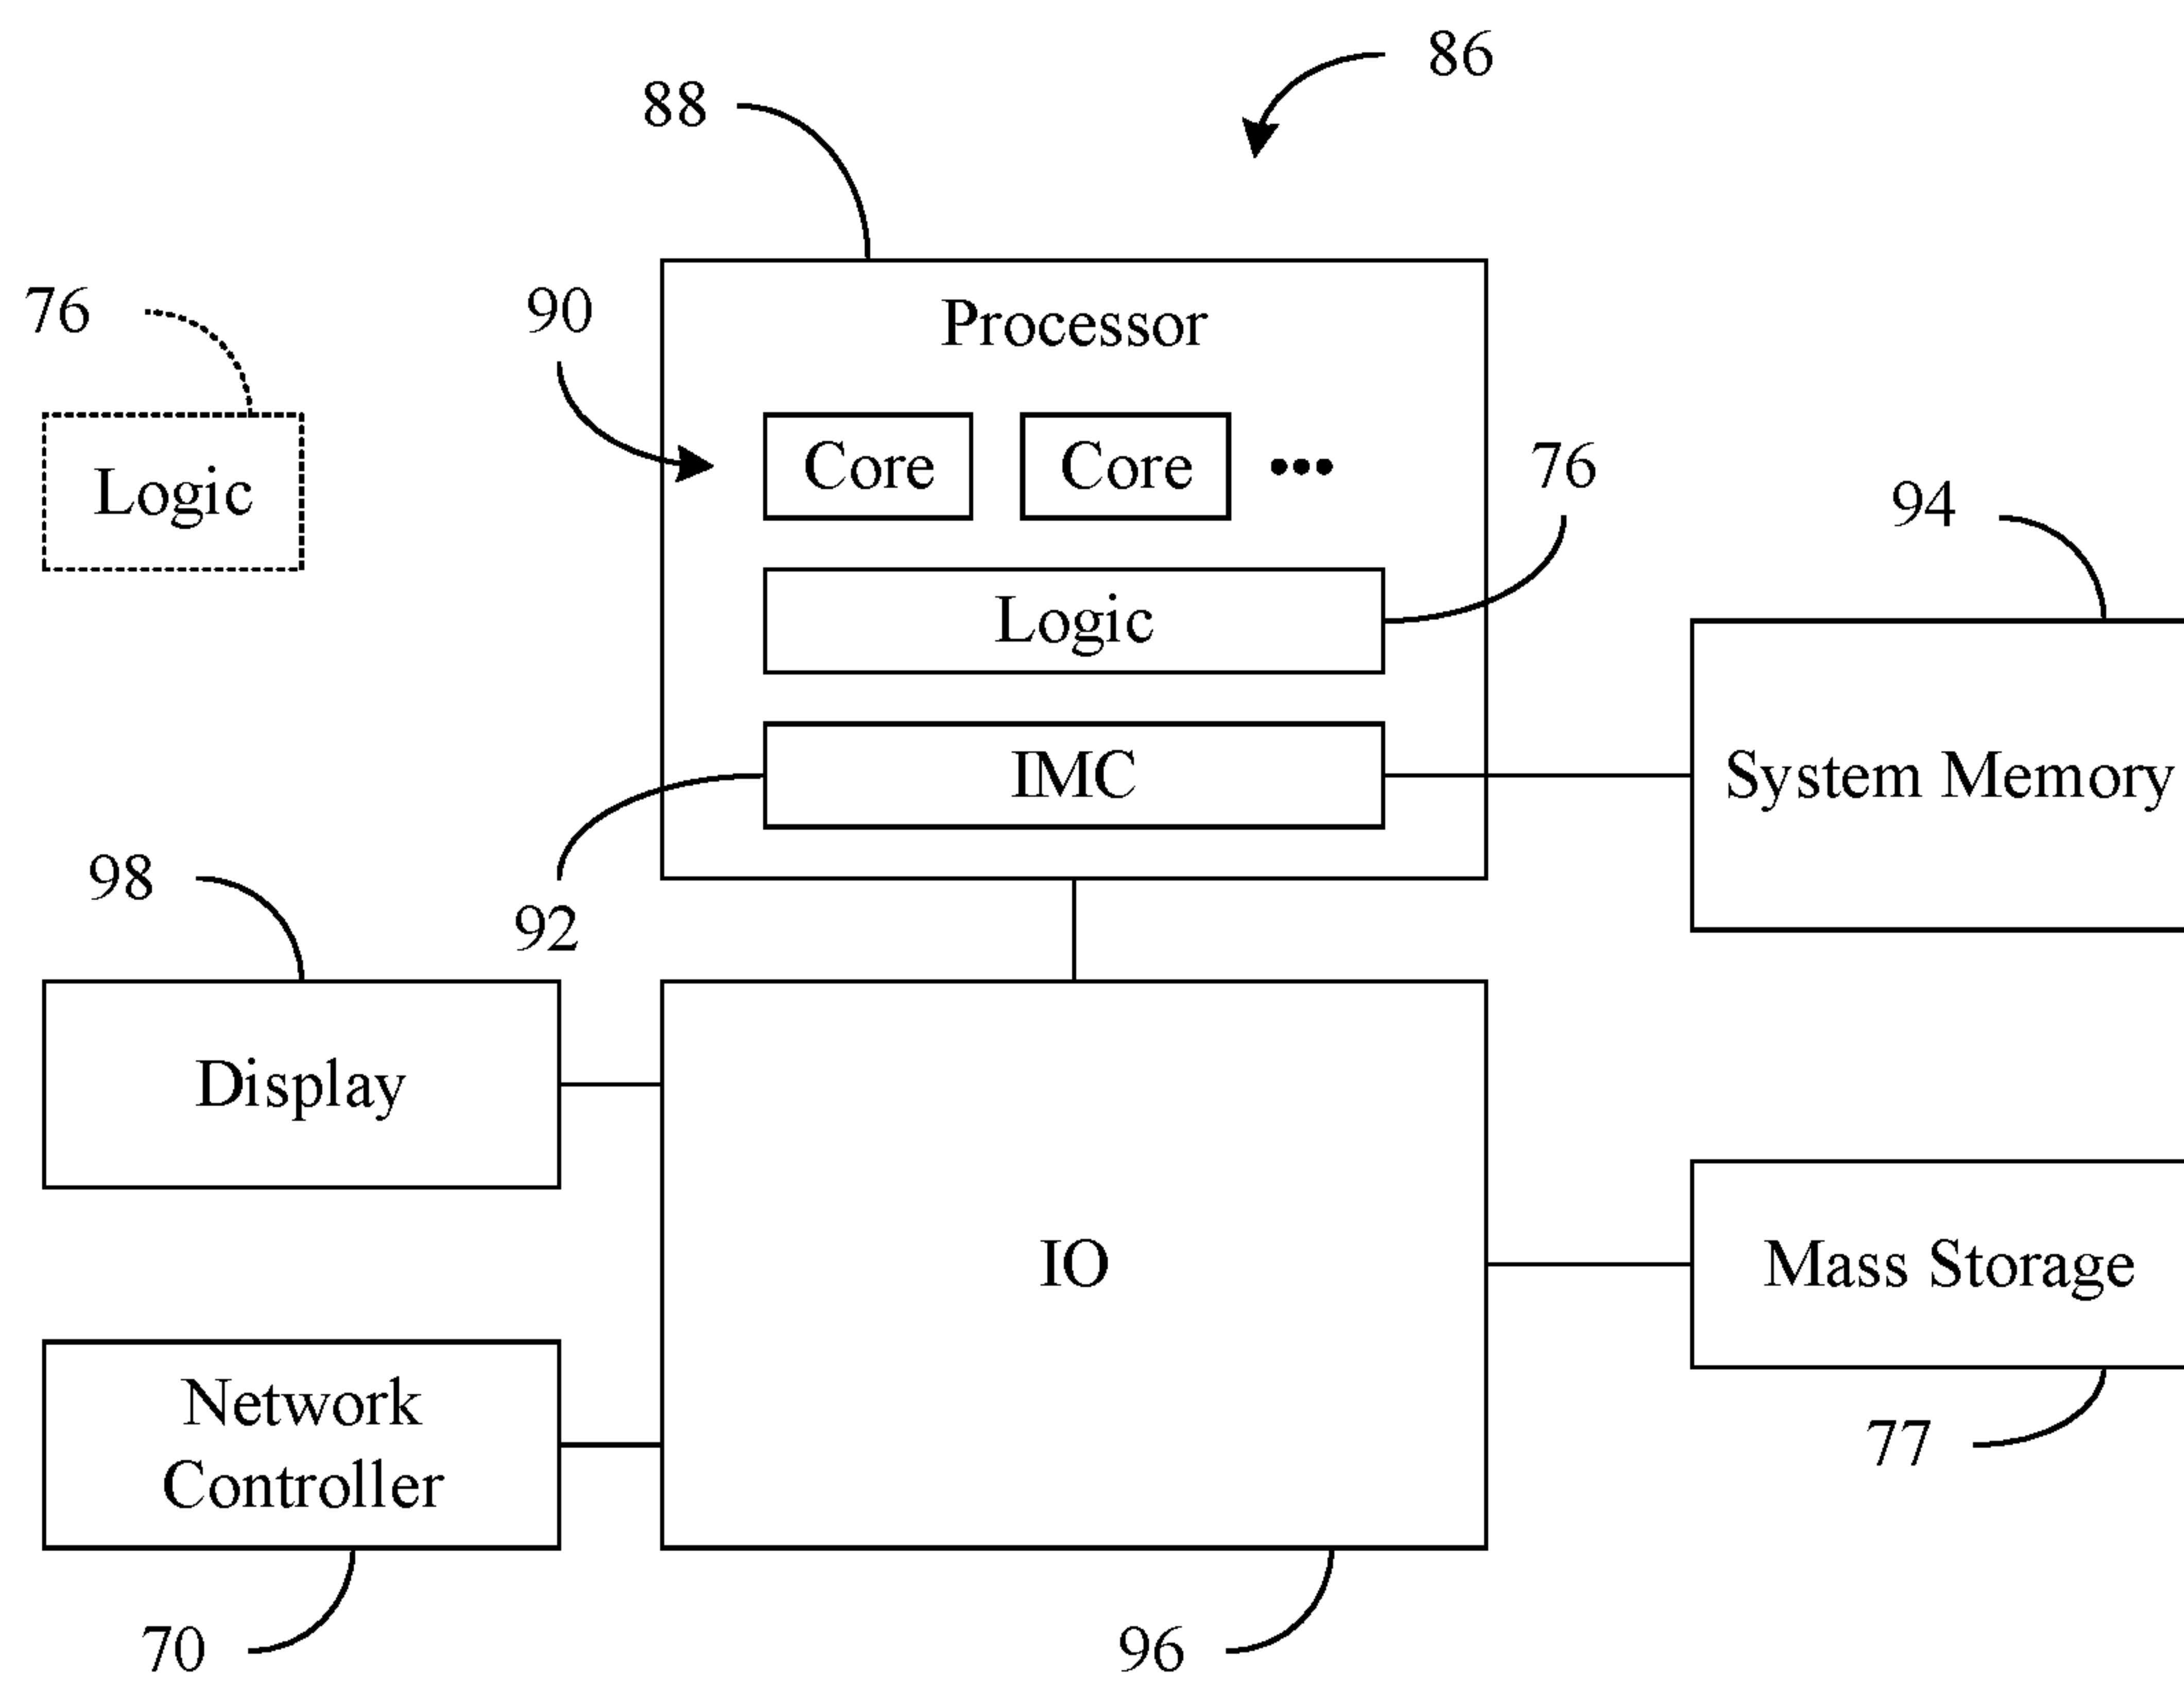 86
88
76
90
Processor
Core
Core
•••
76
Logic
94
Logic
IMC
System Memory
98
92
Display
IO
Mass Storage
Network
Controller
77
70
96